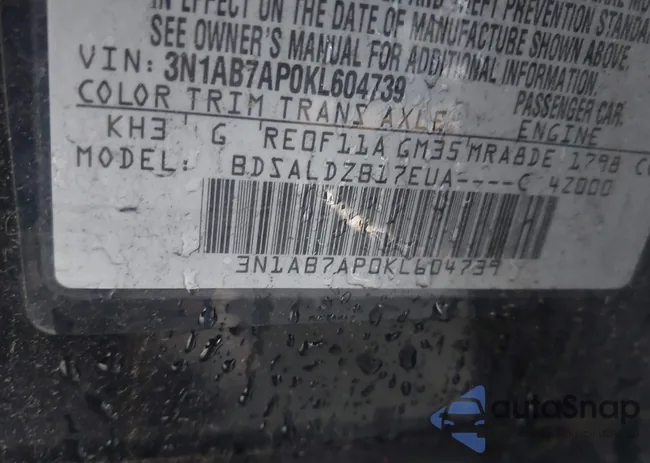 IN EFFECT ON THE DATE OF MANUFACTURE SHOWN ABOVE.
SEE OWNER'S MANUAL FOR ADDITIONAL INFORMATION.
VIN: 3N1AB7AP0KL604739 PASSENGER CAR
COLOR TRIM TRANS AXLE ENGINE
KH3 G RE0F11A GM35 MRA8DE 1798 C
MODEL: BDSALDZB17EUA----C 4Z000
3N1AB7AP0KL604739
autoSnap